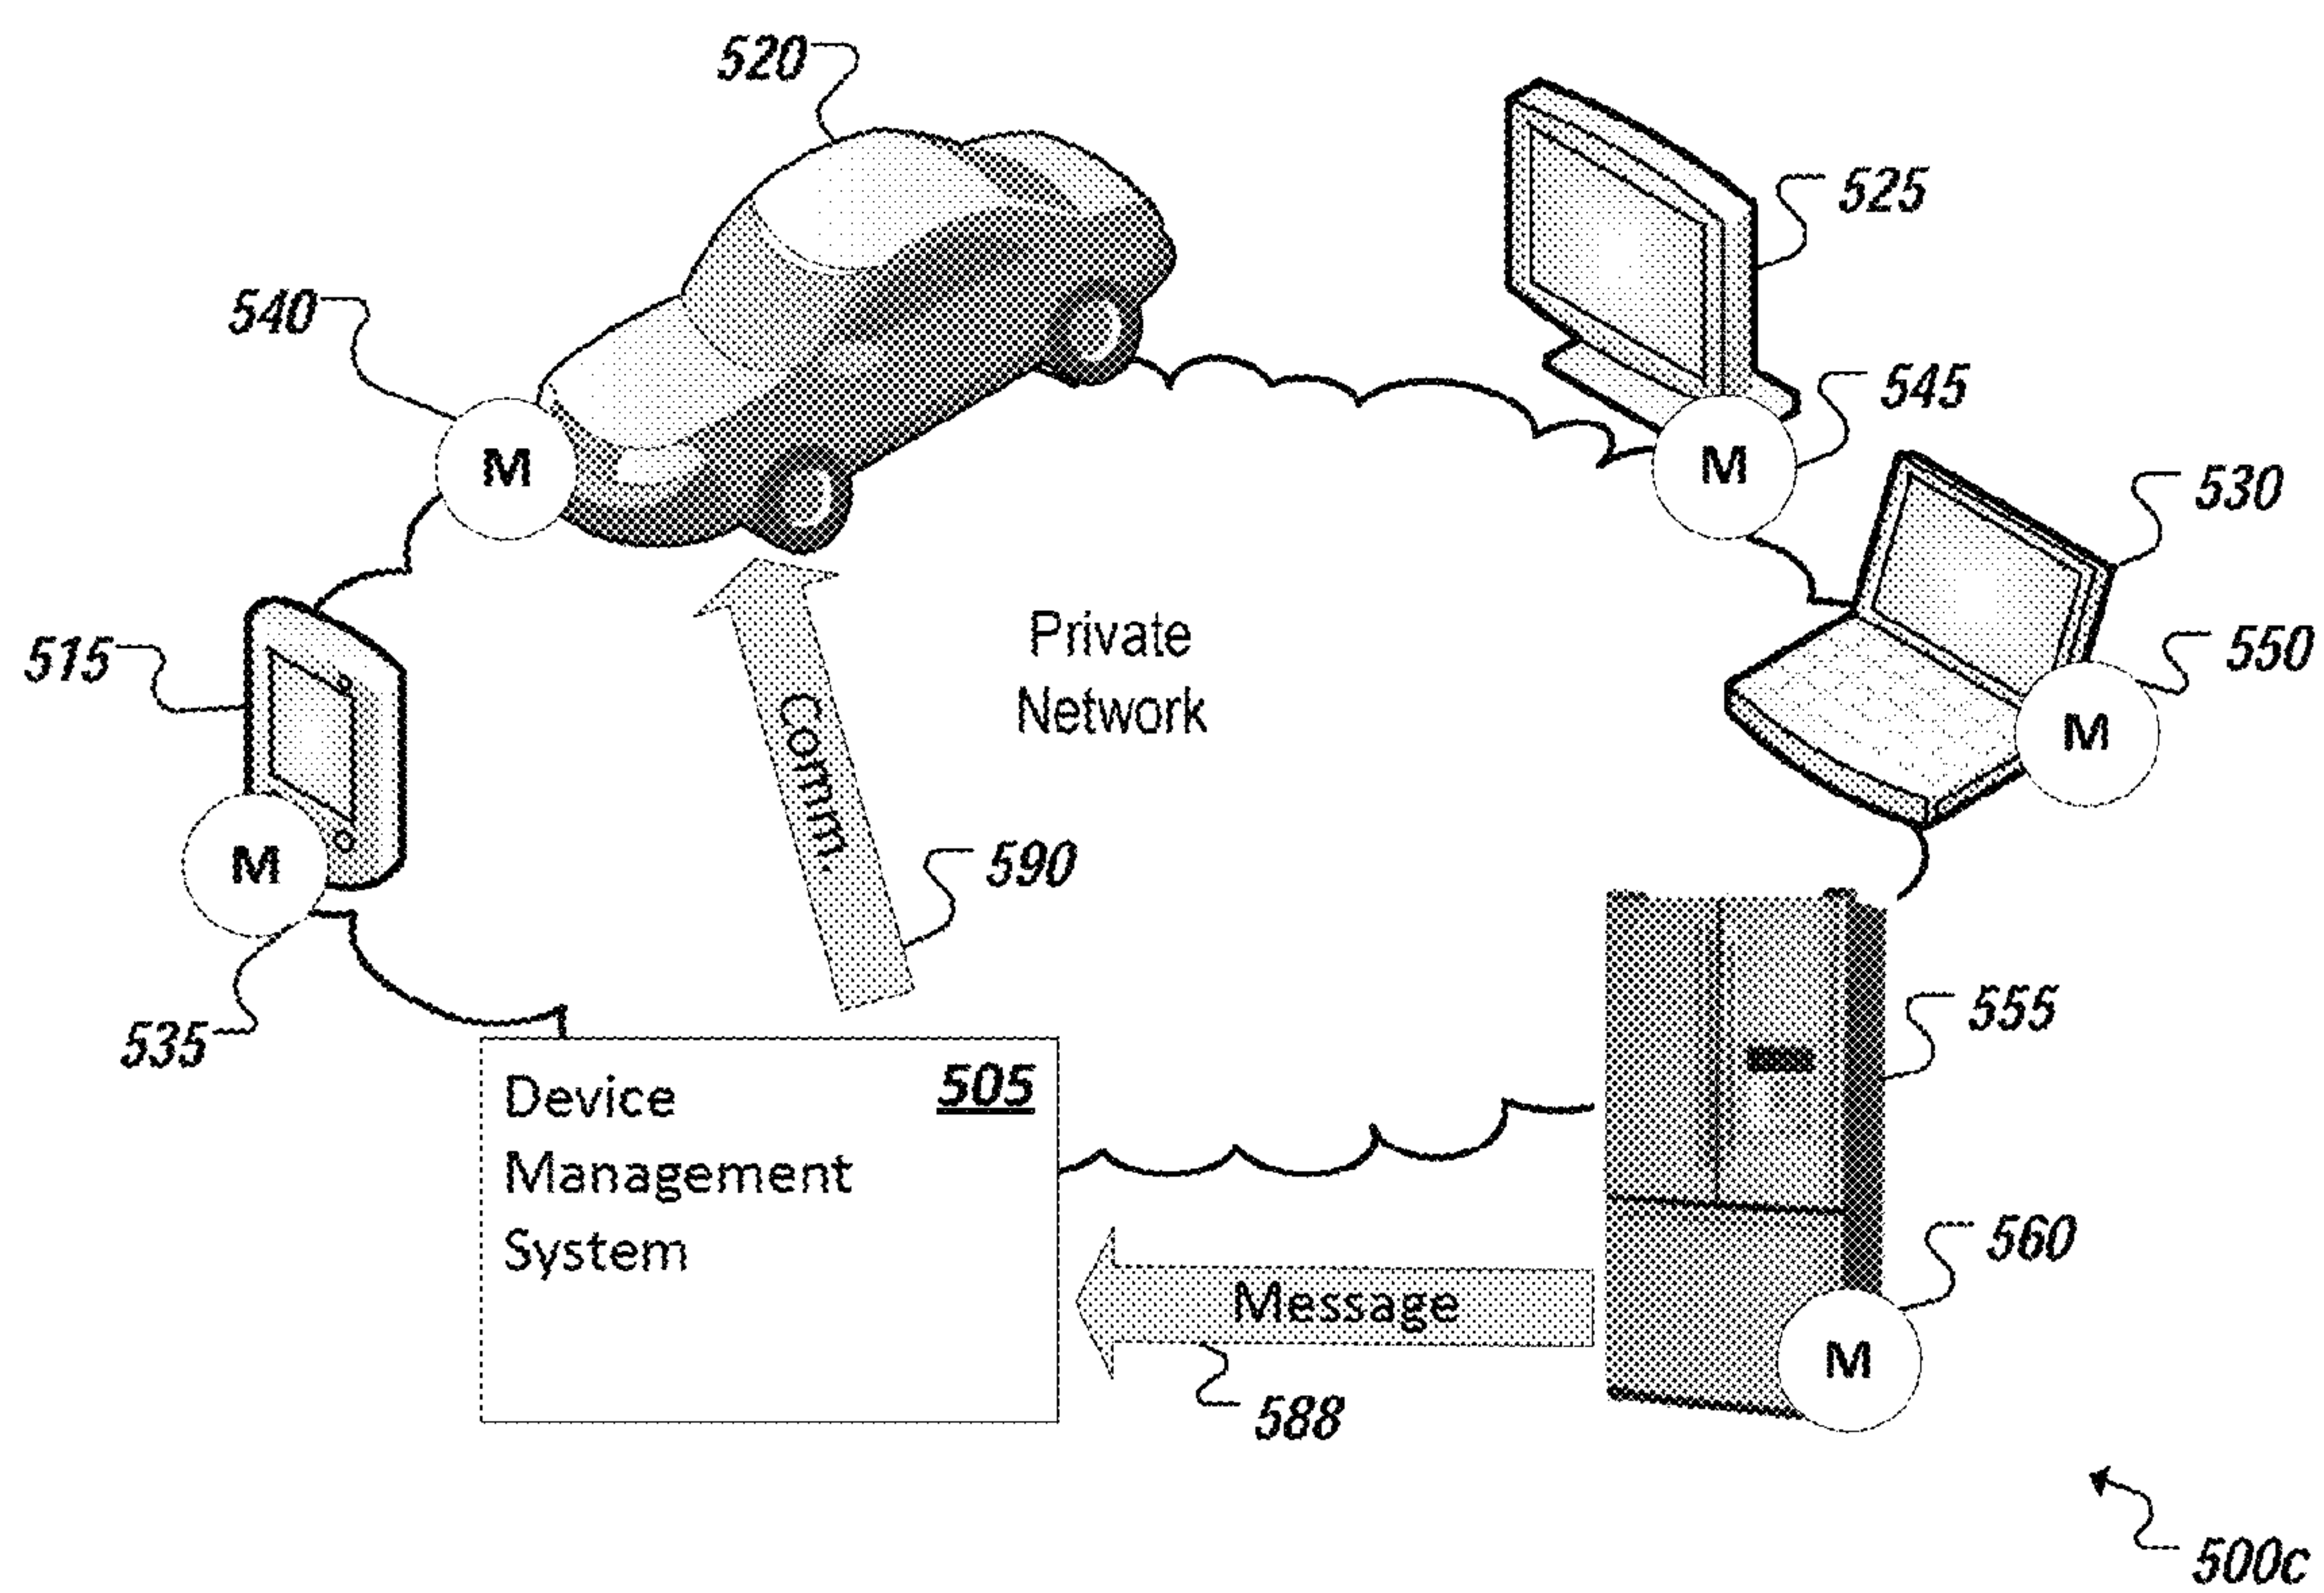 520
525
540
545
530
M
M
Private
Network
515
550
M
Comm.
590
M
535
505
Device
Management
System
555
560
Message
M
588
500c